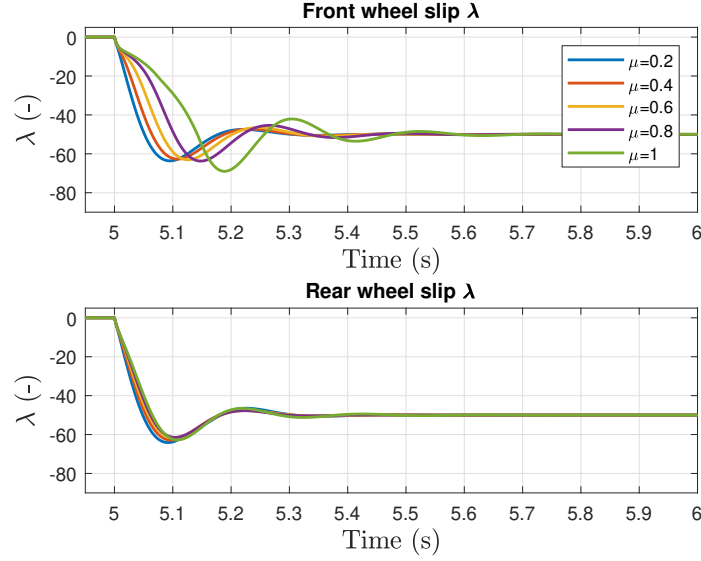 Front wheel slip λ
0
-20
-40
-60
-80
λ (-)
μ=0.2
μ=0.4
μ=0.6
μ=0.8
μ=1
5 5.1 5.2 5.3 5.4 5.5 5.6 5.7 5.8 5.9 6
Time (s)
Rear wheel slip λ
0
-20
-40
-60
-80
λ (-)
5 5.1 5.2 5.3 5.4 5.5 5.6 5.7 5.8 5.9 6
Time (s)